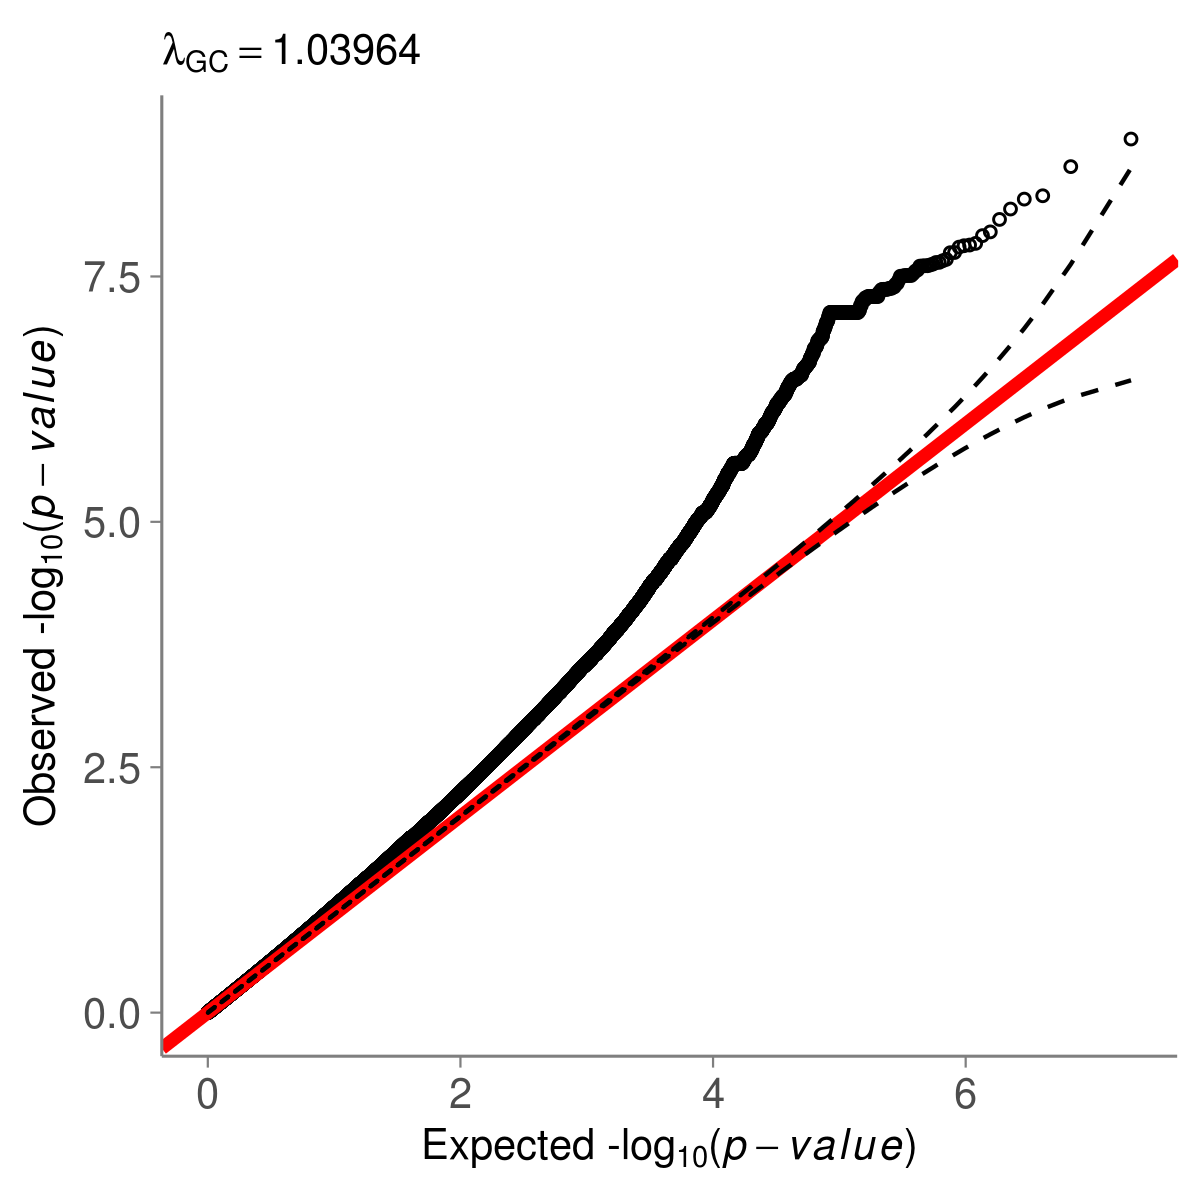 λGC = 1.03964
Observed -log10(p − value)
7.5
5.0
2.5
0.0
0 2 4 6
Expected -log10(p − value)